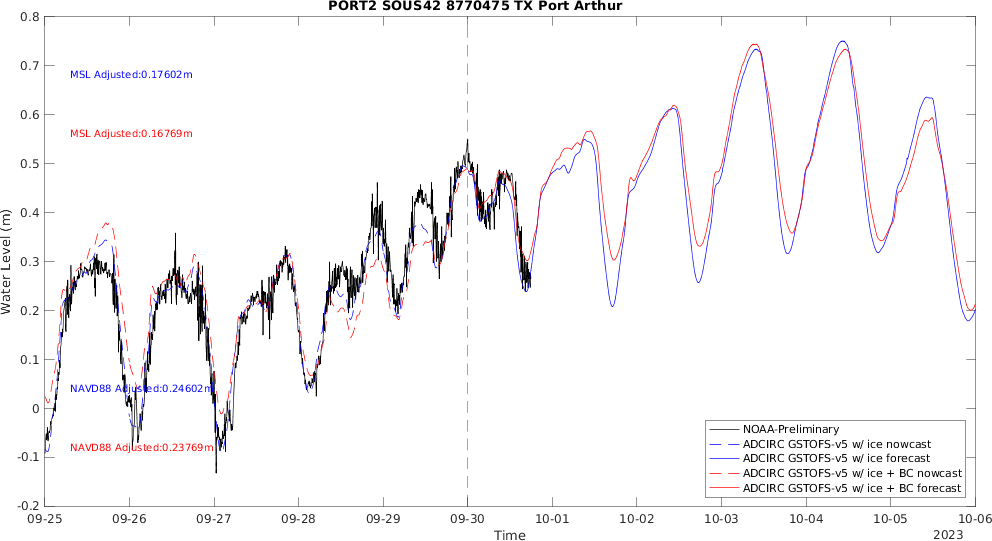 PORT2 SOUS42 8770475 TX Port Arthur
0.8
0.7
0.6
0.5
0.4
0.3
0.2
0.1
0
-0.1
-0.2
Water Level (m)
MSL Adjusted:0.17602m
MSL Adjusted:0.16769m
NAVD88 Adjusted:0.24602m
NAVD88 Adjusted:0.23769m
NOAA-Preliminary
ADCIRC GSTOFS-v5 w/ ice nowcast
ADCIRC GSTOFS-v5 w/ ice forecast
ADCIRC GSTOFS-v5 w/ ice + BC nowcast
ADCIRC GSTOFS-v5 w/ ice + BC forecast
09-25 09-26 09-27 09-28 09-29 09-30 10-01 10-02 10-03 10-04 10-05 10-06
Time
2023